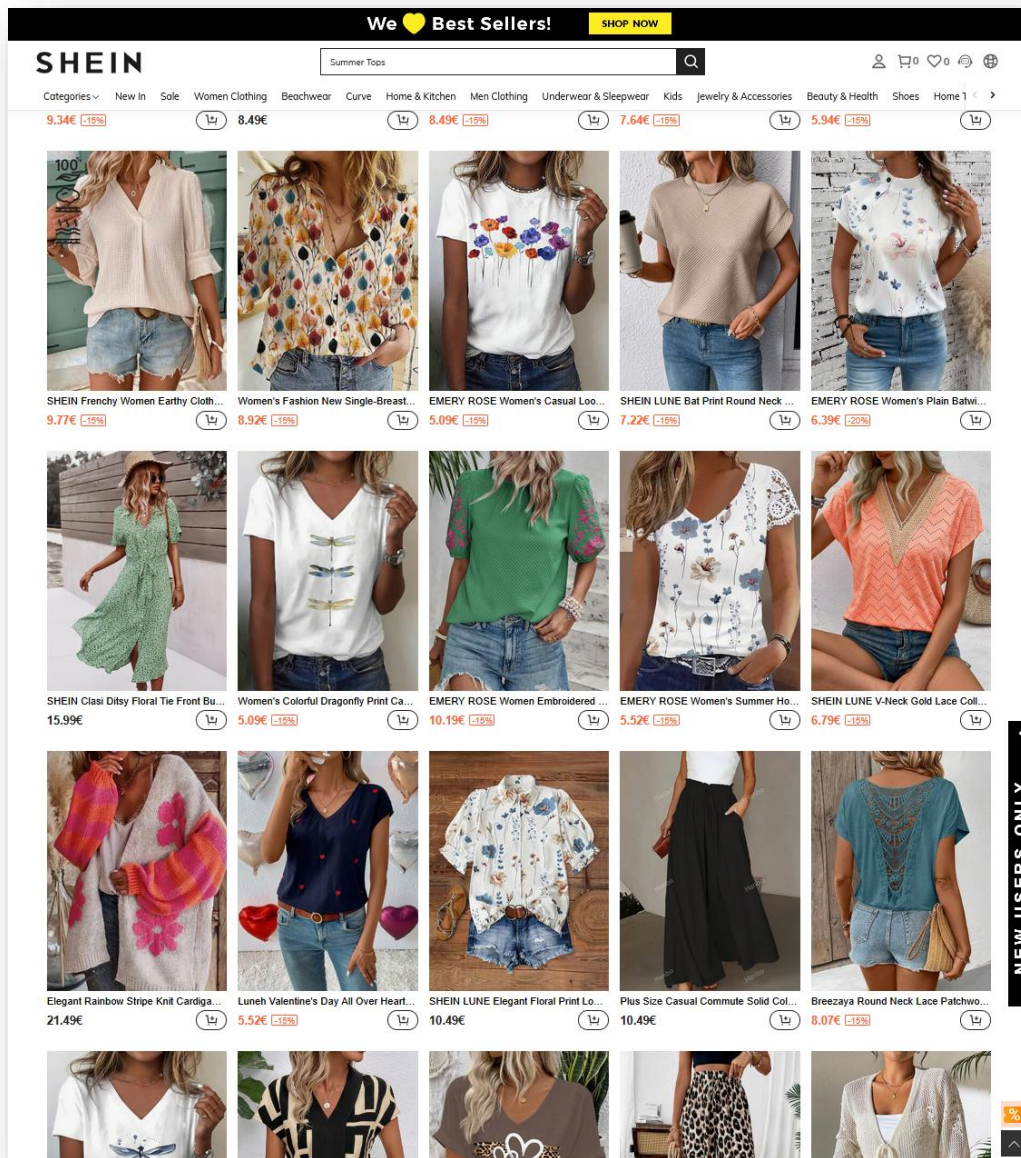 We Best Sellers! SHOP NOW
SHEIN
Summer Tops
0 0
Categories New In Sale Women Clothing Beachwear Curve Home & Kitchen Men Clothing Underwear & Sleepwear Kids Jewelry & Accessories Beauty & Health Shoes Home T
9.34€ -15% 8.49€ 8.49€ -15% 7.64€ -15% 5.94€ -15%
100
SHEIN Frenchy Women Earthy Cloth... Women's Fashion New Single-Breast... EMERY ROSE Women's Casual Loo... SHEIN LUNE Bat Print Round Neck ... EMERY ROSE Women's Plain Batwi...
9.77€ -15% 8.92€ -15% 5.09€ -15% 7.22€ -15% 6.39€ -20%
SHEIN Clasi Ditsy Floral Tie Front Bu... Women's Colorful Dragonfly Print Ca... EMERY ROSE Women Embroidered ... EMERY ROSE Women's Summer Ho... SHEIN LUNE V-Neck Gold Lace Coll...
15.99€ 5.09€ -15% 10.19€ -15% 5.52€ -15% 6.79€ -15%
NEW USERS ONLY
Elegant Rainbow Stripe Knit Cardiga... Luneh Valentine's Day All Over Heart... SHEIN LUNE Elegant Floral Print Lo... Plus Size Casual Commute Solid Col... Breezaya Round Neck Lace Patchwo...
21.49€ 5.52€ -15% 10.49€ 10.49€ 8.07€ -15%
%